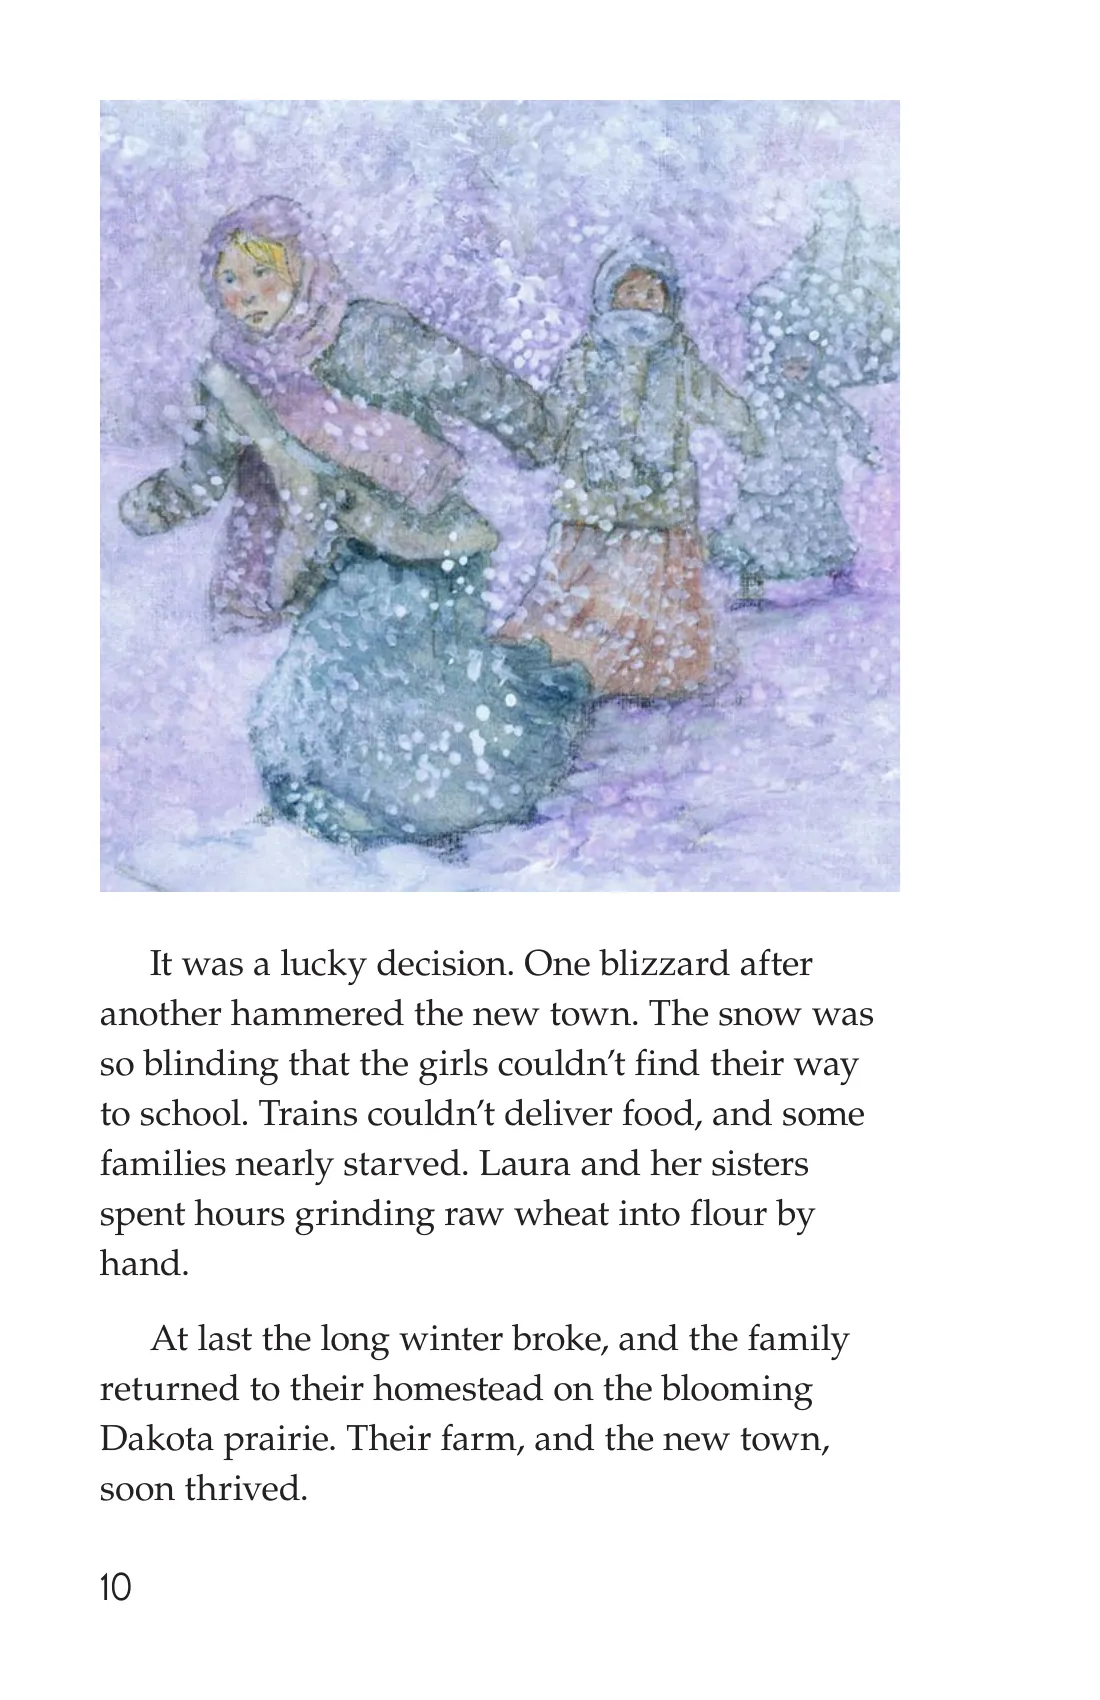 It was a lucky decision. One blizzard after
another hammered the new town. The snow was
so blinding that the girls couldn’t find their way
to school. Trains couldn’t deliver food, and some
families nearly starved. Laura and her sisters
spent hours grinding raw wheat into flour by
hand.
At last the long winter broke, and the family
returned to their homestead on the blooming
Dakota prairie. Their farm, and the new town,
soon thrived.
10